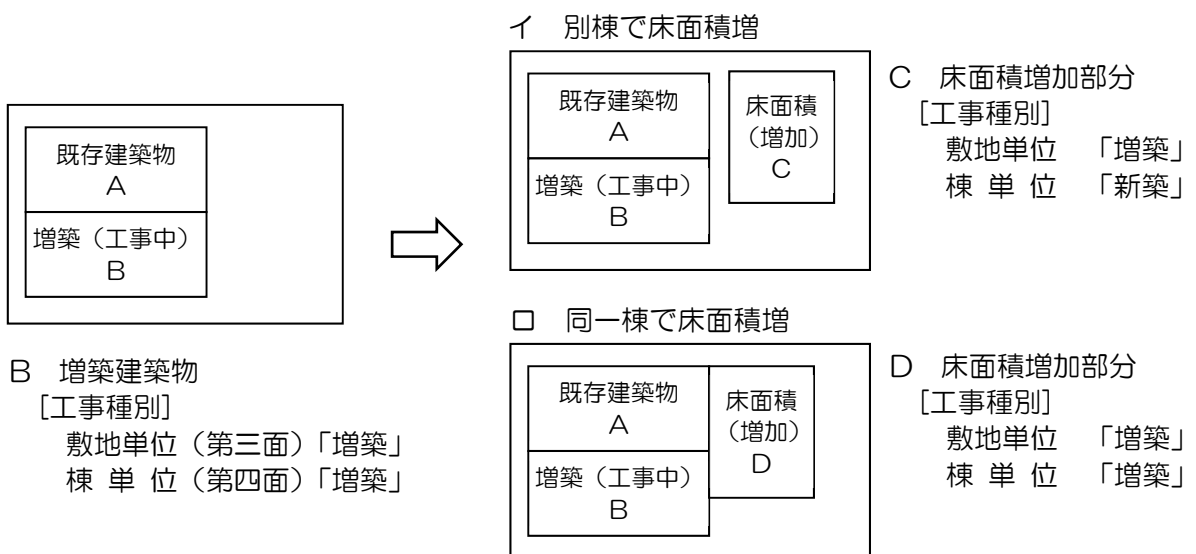 既存建築物
A
増築（工事中）
B
B　増築建築物
[工事種別]
敷地単位（第三面）「増築」
棟 単 位（第四面）「増築」
イ　別棟で床面積増
既存建築物
A
増築（工事中）
B
床面積
（増加）
C
C　床面積増加部分
[工事種別]
敷地単位　「増築」
棟 単 位　「新築」
ロ　同一棟で床面積増
既存建築物
A
増築（工事中）
B
床面積
（増加）
D
D　床面積増加部分
[工事種別]
敷地単位　「増築」
棟 単 位　「増築」